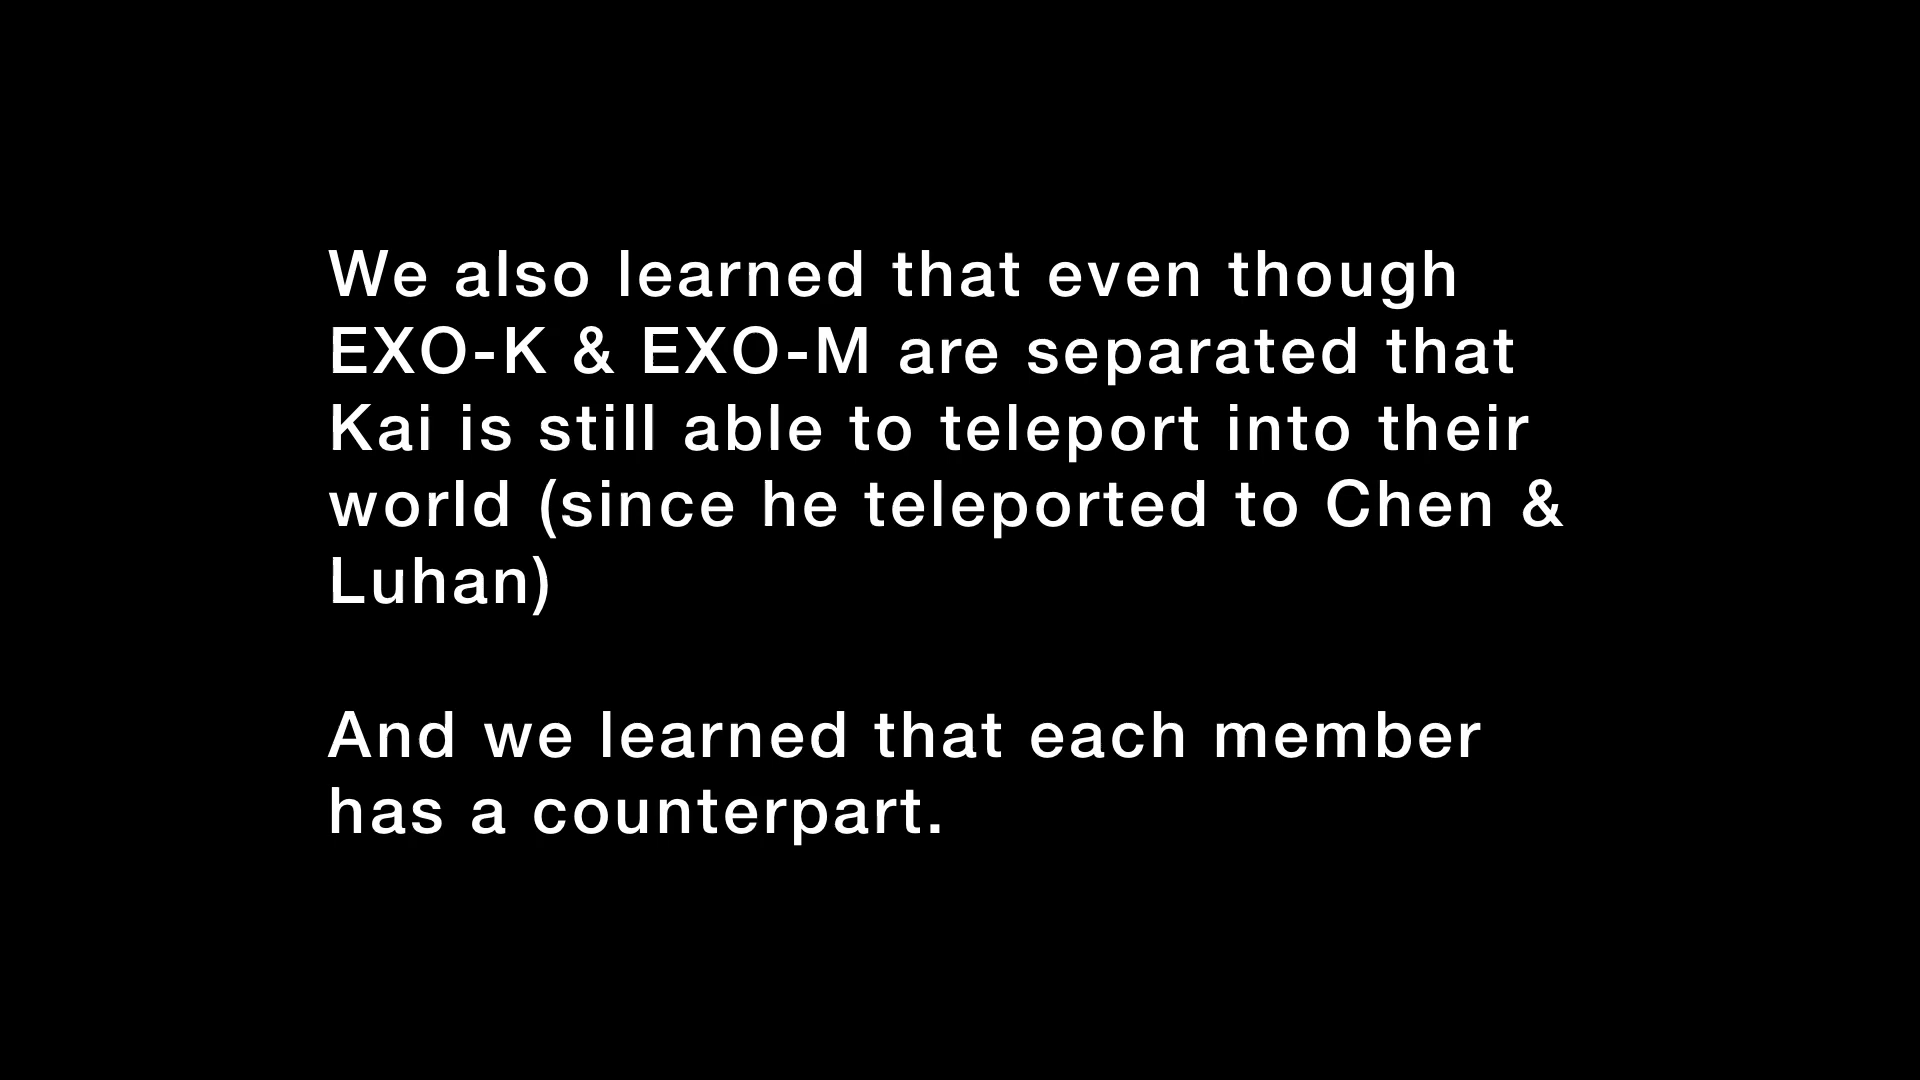 We also learned that even though
EXO-K & EXO-M are separated that
Kai is still able to teleport into their
world (since he teleported to Chen &
Luhan)
And we learned that each member
has a counterpart.